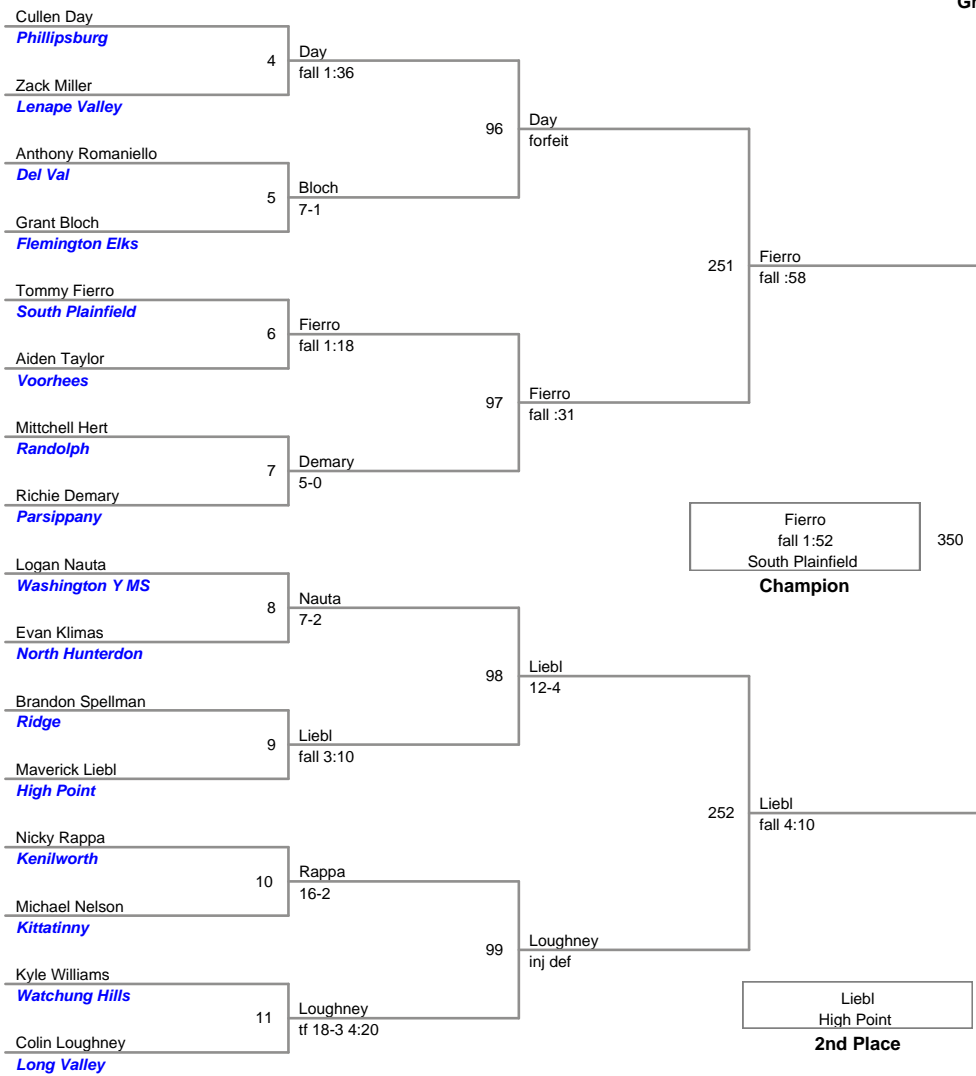 Gr
Cullen Day
Phillipsburg
4
Day
fall 1:36
Zack Miller
Lenape Valley
96
Day
forfeit
Anthony Romaniello
Del Val
5
Bloch
7-1
Grant Bloch
Flemington Elks
251
Fierro
fall :58
Tommy Fierro
South Plainfield
6
Fierro
fall 1:18
Aiden Taylor
Voorhees
97
Fierro
fall :31
Mittchell Hert
Randolph
7
Demary
5-0
Richie Demary
Parsippany
Fierro
fall 1:52
South Plainfield
350
Champion
Logan Nauta
Washington Y MS
8
Nauta
7-2
Evan Klimas
North Hunterdon
98
Liebl
12-4
Brandon Spellman
Ridge
9
Liebl
fall 3:10
Maverick Liebl
High Point
252
Liebl
fall 4:10
Nicky Rappa
Kenilworth
10
Rappa
16-2
Michael Nelson
Kittatinny
99
Loughney
inj def
Kyle Williams
Watchung Hills
11
Loughney
tf 18-3 4:20
Colin Loughney
Long Valley
Liebl
High Point
2nd Place